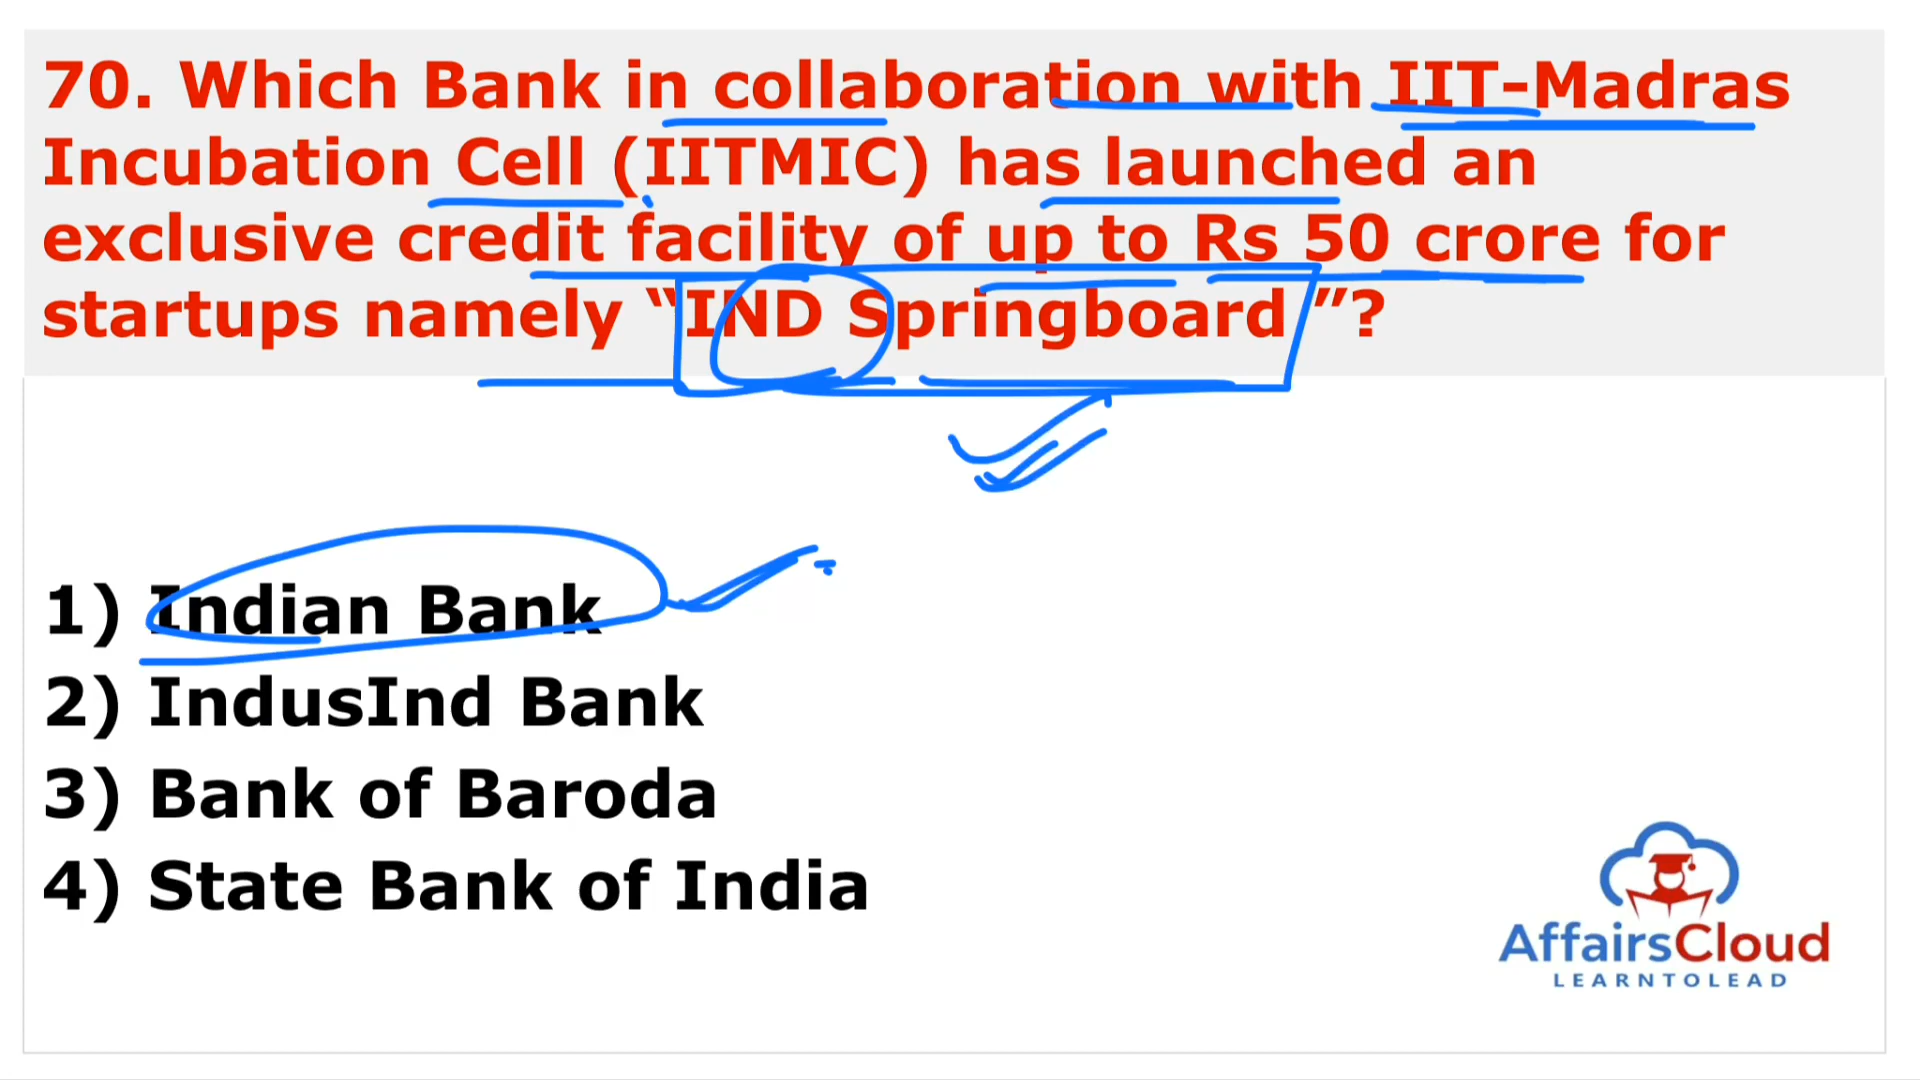 70. Which Bank in collaboration with IIT-Madras
Incubation Cell (IITMIC) has launched an
exclusive credit facility of up to Rs 50 crore for
startups namely “IND Springboard ”?
1) Indian Bank
2) IndusInd Bank
3) Bank of Baroda
4) State Bank of India
AffairsCloud
LEARNTOLEAD